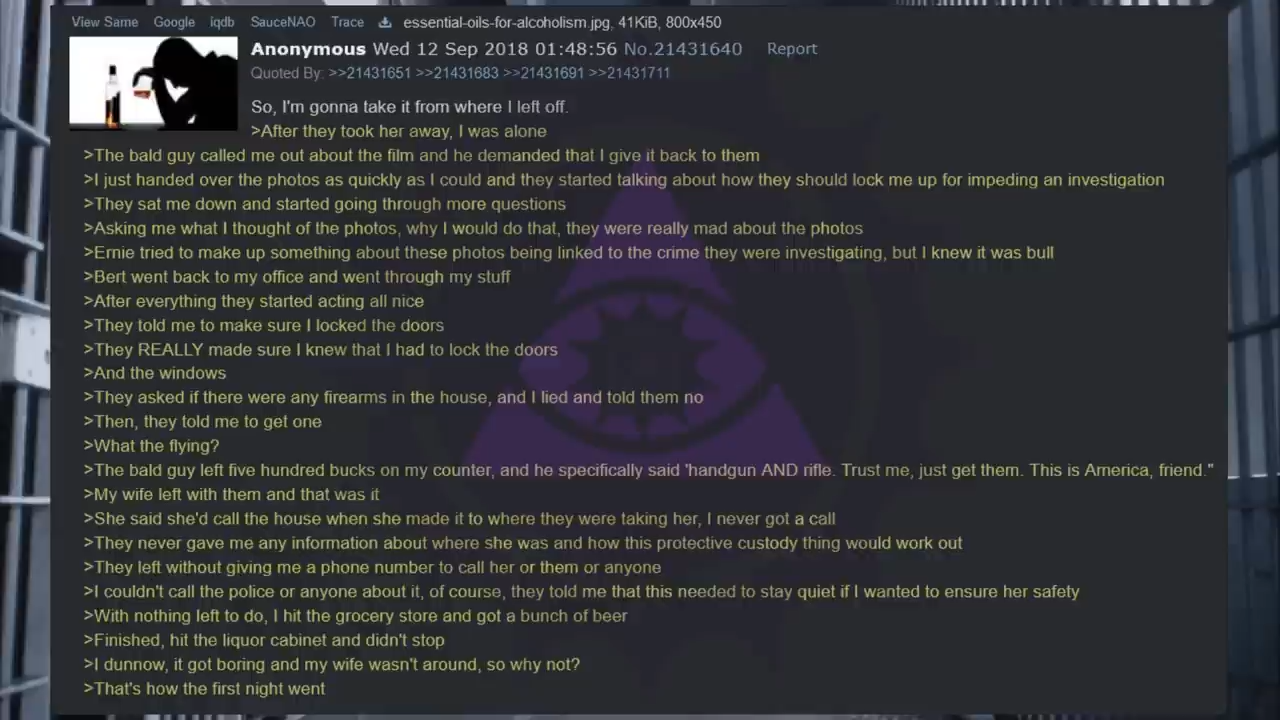 View Same Google iqdb SauceNAO Trace essential-oils-for-alcoholism.jpg, 41KiB, 800x450
Anonymous Wed 12 Sep 2018 01:48:56 No.21431640 Report
Quoted By: >>21431651 >>21431683 >>21431691 >>21431711
So, I'm gonna take it from where I left off.
>After they took her away, I was alone
>The bald guy called me out about the film and he demanded that I give it back to them
>I just handed over the photos as quickly as I could and they started talking about how they should lock me up for impeding an investigation
>They sat me down and started going through more questions
>Asking me what I thought of the photos, why I would do that, they were really mad about the photos
>Ernie tried to make up something about these photos being linked to the crime they were investigating, but I knew it was bull
>Bert went back to my office and went through my stuff
>After everything they started acting all nice
>They told me to make sure I locked the doors
>They REALLY made sure I knew that I had to lock the doors
>And the windows
>They asked if there were any firearms in the house, and I lied and told them no
>Then, they told me to get one
>What the flying?
>The bald guy left five hundred bucks on my counter, and he specifically said 'handgun AND rifle. Trust me, just get them. This is America, friend."
>My wife left with them and that was it
>She said she'd call the house when she made it to where they were taking her, I never got a call
>They never gave me any information about where she was and how this protective custody thing would work out
>They left without giving me a phone number to call her or them or anyone
>I couldn't call the police or anyone about it, of course, they told me that this needed to stay quiet if I wanted to ensure her safety
>With nothing left to do, I hit the grocery store and got a bunch of beer
>Finished, hit the liquor cabinet and didn't stop
>I dunnow, it got boring and my wife wasn't around, so why not?
>That's how the first night went